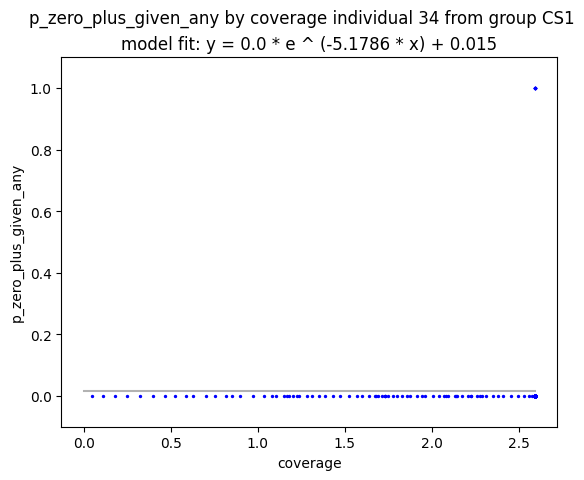 p_zero_plus_given_any by coverage individual 34 from group CS1
model fit: y = 0.0 * e ^ (-5.1786 * x) + 0.015
1.0
0.8
0.6
0.4
0.2
0.0
p_zero_plus_given_any
0.0 0.5 1.0 1.5 2.0 2.5
coverage